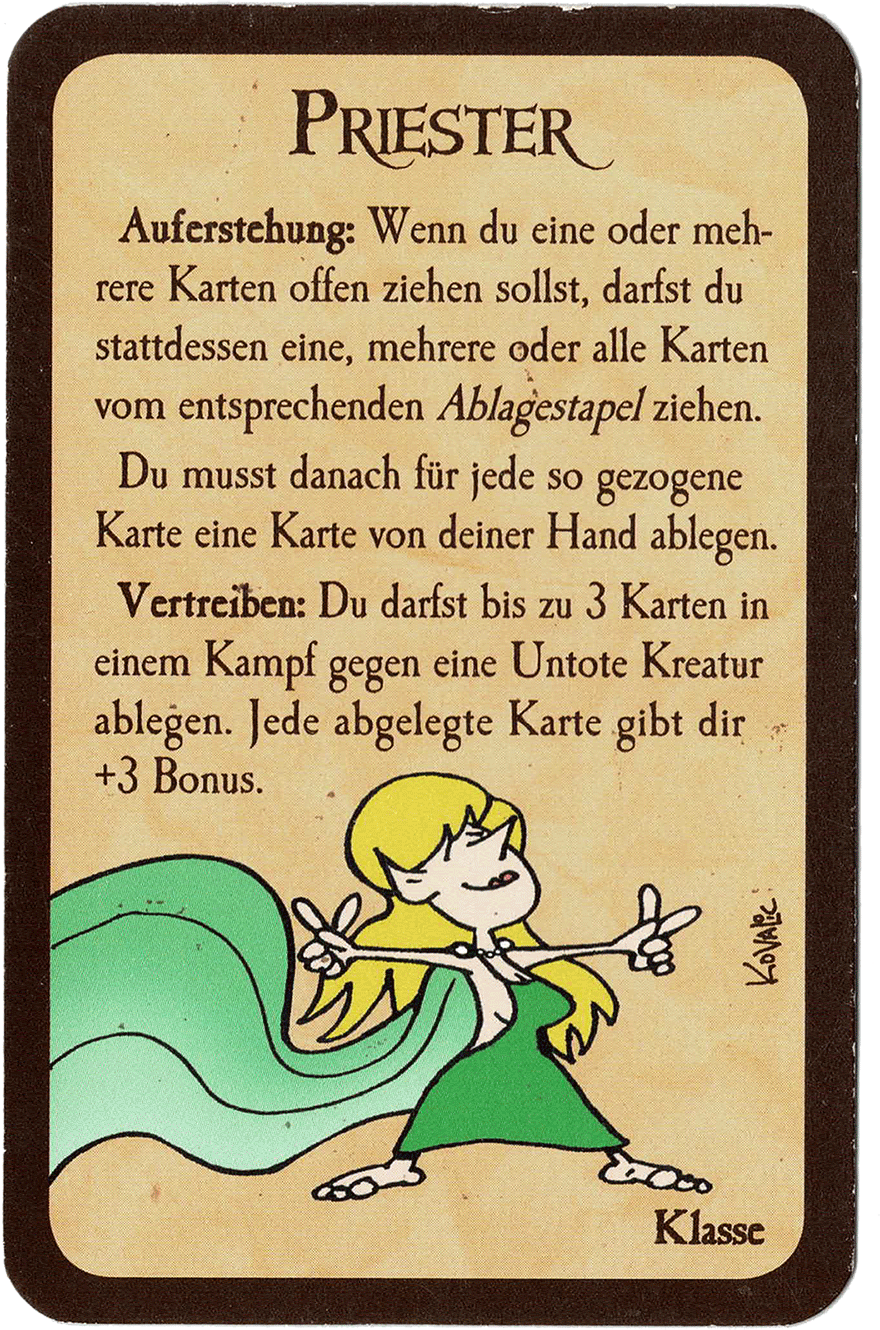 PRIESTER
Auferstehung: Wenn du eine oder meh-
rere Karten offen ziehen sollst, darfst du
stattdessen eine, mehrere oder alle Karten
vom entsprechenden Ablagestapel ziehen.
Du musst danach für jede so gezogene
Karte eine Karte von deiner Hand ablegen.
Vertreiben: Du darfst bis zu 3 Karten in
einem Kampf gegen eine Untote Kreatur
ablegen. Jede abgelegte Karte gibt dir
+3 Bonus.
KOVALIC
Klasse